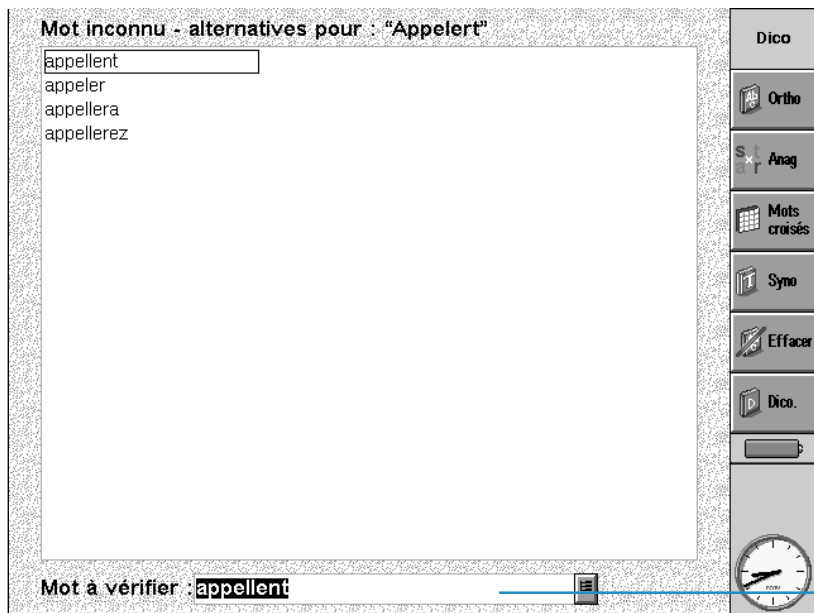 Mot inconnu - alternatives pour : “Appelert”
appellent
appeler
appellera
appellerez
Mot à vérifier : appellent
Dico
Ortho
Anag
Mots
croisés
Syno
Effacer
Dico.